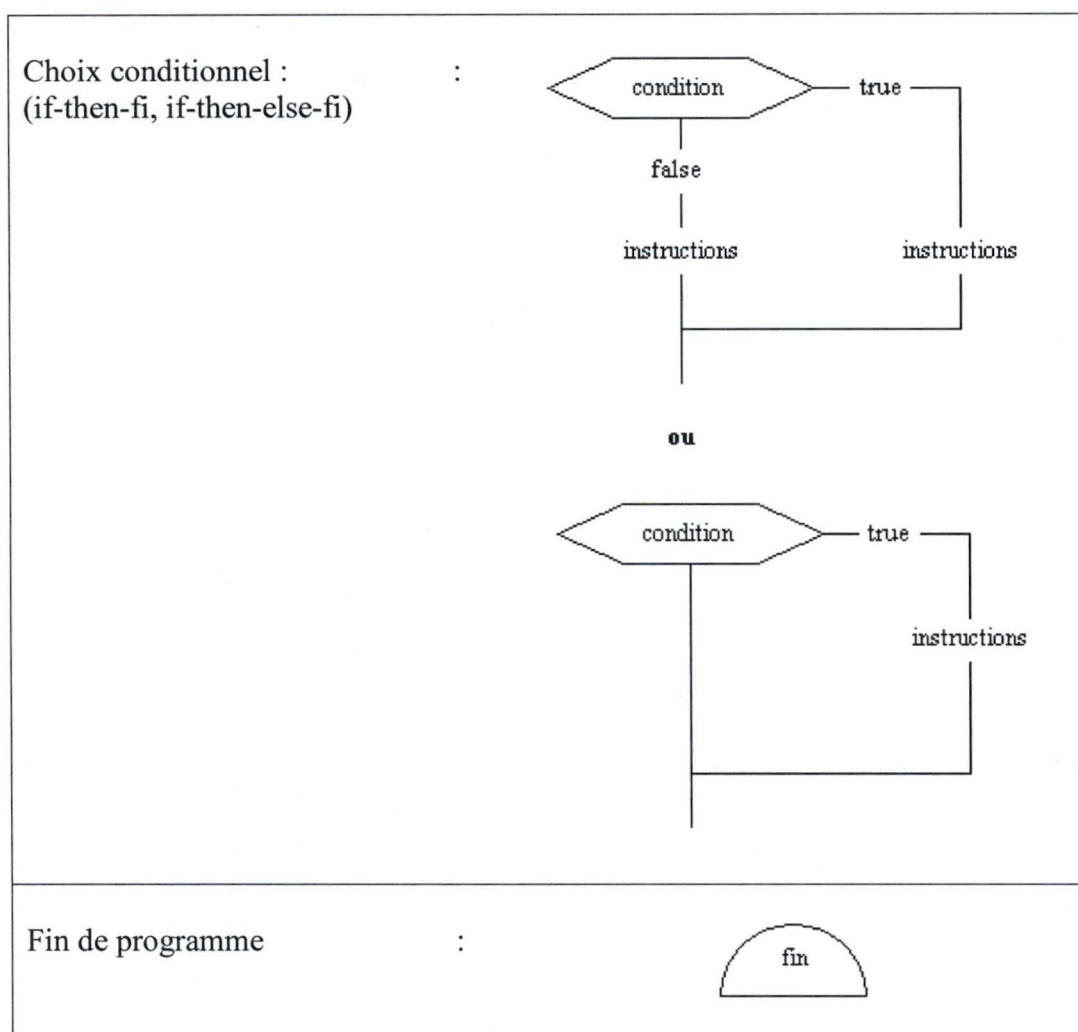 Choix conditionnel : :
(if-then-fi, if-then-else-fi)
condition true
false
instructions instructions
ou
condition true
instructions
Fin de programme :
fin